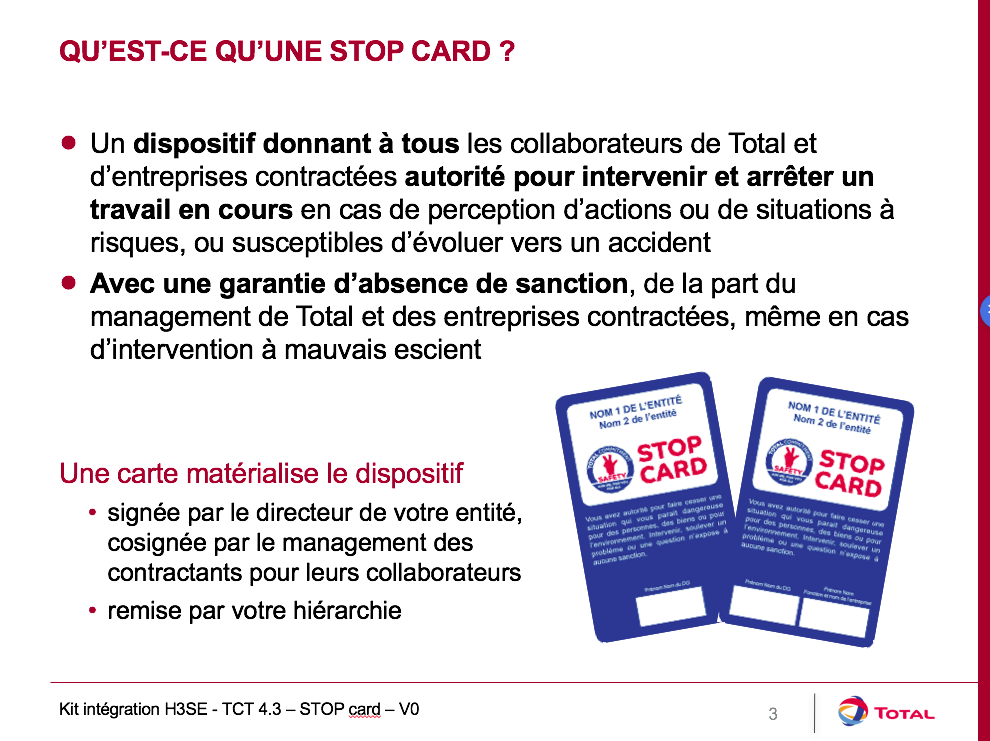 QU’EST-CE QU’UNE STOP CARD ?
● Un dispositif donnant à tous les collaborateurs de Total et
d’entreprises contractées autorité pour intervenir et arrêter un
travail en cours en cas de perception d’actions ou de situations à
risques, ou susceptibles d’évoluer vers un accident
● Avec une garantie d’absence de sanction, de la part du
management de Total et des entreprises contractées, même en cas
d’intervention à mauvais escient
Une carte matérialise le dispositif
• signée par le directeur de votre entité,
cosignée par le management des
contractants pour leurs collaborateurs
• remise par votre hiérarchie
NOM 1 DE L’ENTITÉ
Nom 2 de l’entité
SAFETY
STOP
CARD
Vous avez autorité pour faire cesser une
situation qui vous parait dangereuse
pour des personnes, des biens ou pour
l’environnement. Intervenir, soulever un
problème ou une question n’expose à
aucune sanction.
Prénom Nom du DG
NOM 1 DE L’ENTITÉ
Nom 2 de l’entité
SAFETY
STOP
CARD
Vous avez autorité pour faire cesser une
situation qui vous parait dangereuse
pour des personnes, des biens ou pour
l’environnement. Intervenir, soulever un
problème ou une question n’expose à
aucune sanction.
Prénom Nom du DG
Prénom Nom
Fonction et nom de l’entreprise
Kit intégration H3SE - TCT 4.3 – STOP card – V0
3
TOTAL